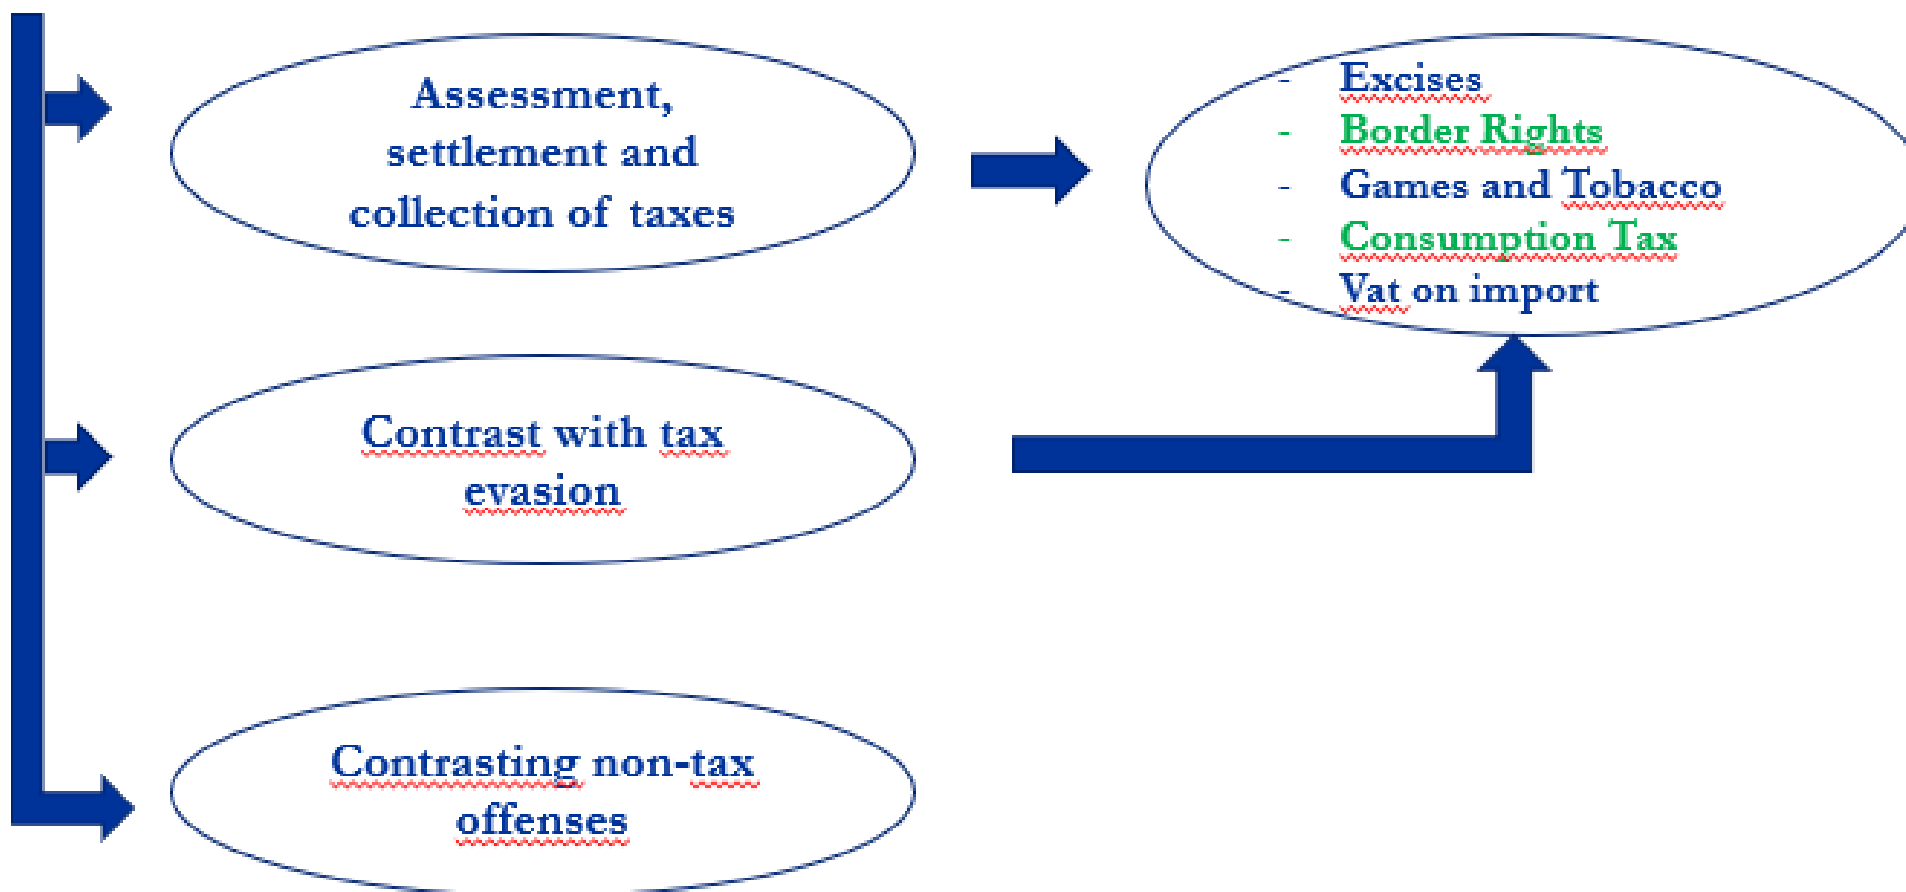 Assessment,
settlement and
collection of taxes
- Excises
- Border Rights
- Games and Tobacco
- Consumption Tax
- Vat on import
Contrast with tax
evasion
Contrasting non-tax
offenses